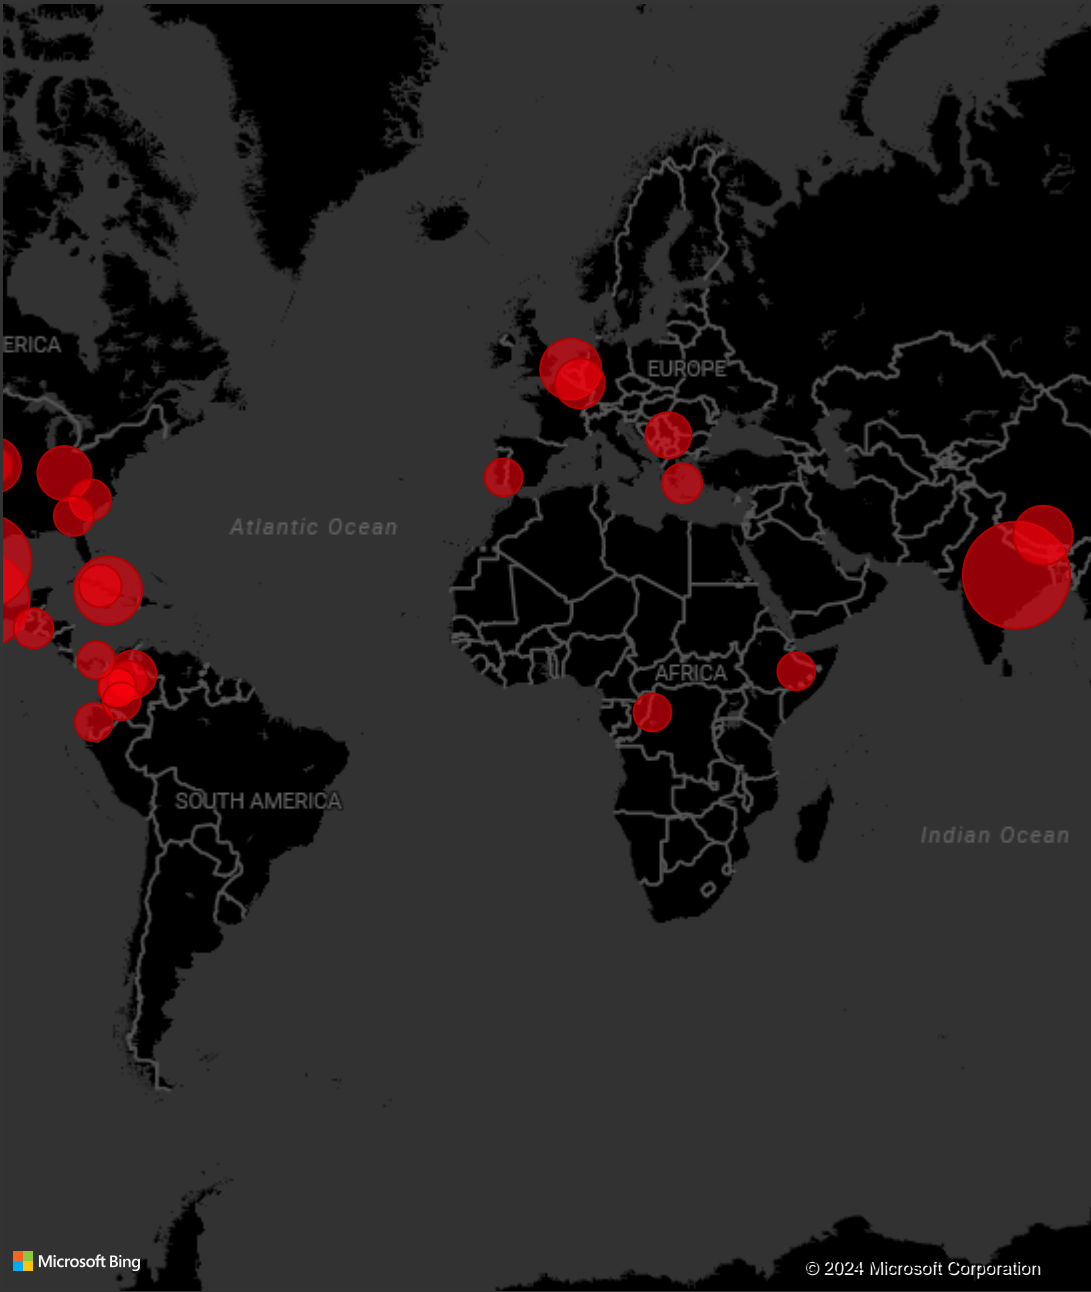 ERICA
EUROPE
Atlantic Ocean
AFRICA
SOUTH AMERICA
Indian Ocean
Microsoft Bing
© 2024 Microsoft Corporation